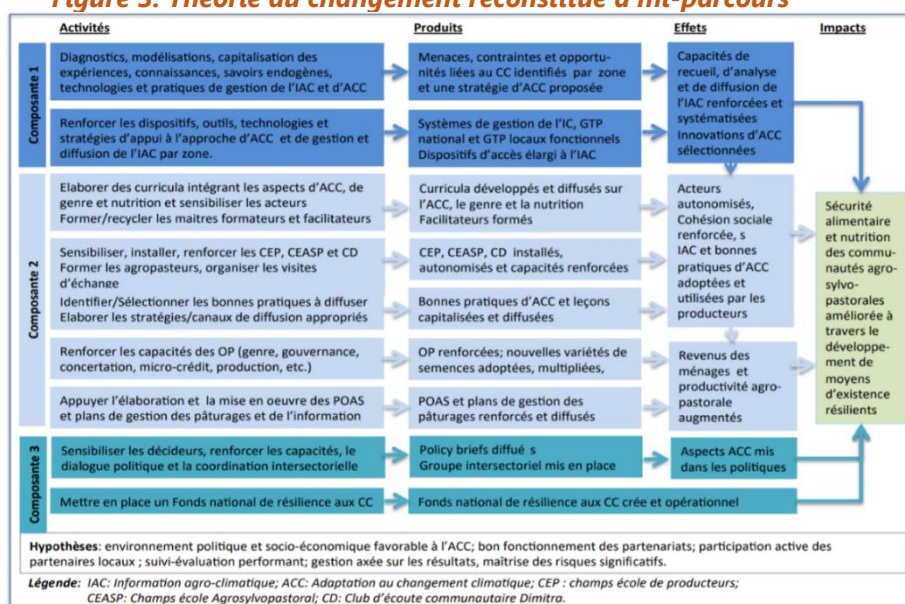 Figure 3: Théorie du changement reconstitué à mi-parcours
Activités
Produits
Effets
Impacts
Composante 1
Diagnostics, modélisations, capitalisation des
expériences, connaissances, savoirs endogènes,
technologies et pratiques de gestion de l'IAC et d'ACC
Menaces, contraintes et opportu-
nités liées au CC identifiés par zone
et une stratégie d'ACC proposée
Capacités de
recueil, d'analyse
et de diffusion de
l'IAC renforcées et
systématisées
Innovations d'ACC
sélectionnées
Renforcer les dispositifs, outils, technologies et
stratégies d'appui à l'approche d'ACC et de gestion et
diffusion de l'IAC par zone.
Systèmes de gestion de l'IC, GTP
national et GTP locaux fonctionnels
Dispositifs d'accès élargi à l'IAC
Composante 2
Elaborer des curricula intégrant les aspects d'ACC, de
genre et nutrition et sensibiliser les acteurs
Former/recycler les maitres formateurs et facilitateurs
Curricula développés et diffusés sur
l'ACC, le genre et la nutrition
Facilitateurs formés
Acteurs
autonomisés,
Cohésion sociale
renforcée, s
IAC et bonnes
pratiques d'ACC
adoptées et
utilisées par les
producteurs
Sécurité
alimentaire
et nutrition
des commu-
nautés agro-
sylvo-
pastorales
améliorée à
travers le
développe-
ment de
moyens
d'existence
résilients
Sensibiliser, installer, renforcer les CEP, CEASP et CD
Former les agropasteurs, organiser les visites
d'échange
CEP, CEASP, CD installés,
autonomisés et capacités renforcées
Identifier/Sélectionner les bonnes pratiques à diffuser
Elaborer les stratégies/canaux de diffusion appropriés
Bonnes pratiques d'ACC et leçons
capitalisées et diffusées
Renforcer les capacités des OP (genre, gouvernance,
concertation, micro-crédit, production, etc.)
OP renforcées; nouvelles variétés de
semences adoptées, multipliées,
Revenus des
ménages et
productivité agro-
pastorale
augmentés
Appuyer l'élaboration et la mise en oeuvre des POAS
et plans de gestion des pâturages et de l'information
POAS et plans de gestion des
pâturages renforcés et diffusés
Composante 3
Sensibiliser les décideurs, renforcer les capacités, le
dialogue politique et la coordination intersectorielle
Policy briefs diffué s
Groupe intersectoriel mis en place
Aspects ACC mis
dans les politiques
Mettre en place un Fonds national de résilience aux CC
Fonds national de résilience aux CC crée et opérationnel
Hypothèses: environnement politique et socio-économique favorable à l'ACC; bon fonctionnement des partenariats; participation active des
partenaires locaux ; suivi-évaluation performant; gestion axée sur les résultats, maîtrise des risques significatifs.
Légende: IAC: Information agro-climatique; ACC: Adaptation au changement climatique; CEP : champs école de producteurs;
CEASP: Champs école Agrosylvopastoral; CD: Club d'écoute communautaire Dimitra.